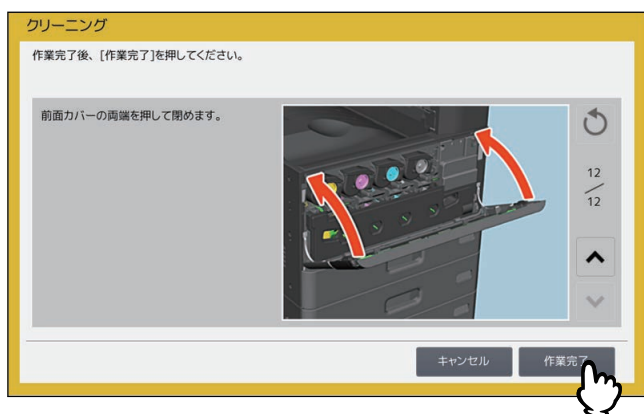 クリーニング
作業完了後、[作業完了]を押してください。
前面カバーの両端を押して閉めます。
12
12
キャンセル
作業完了